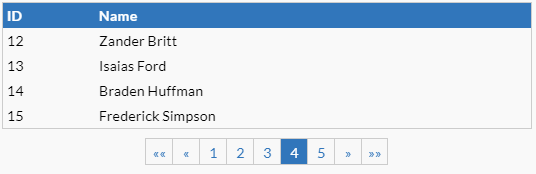 ID Name
12 Zander Britt
13 Isaias Ford
14 Braden Huffman
15 Frederick Simpson
«« « 1 2 3 4 5 » »»